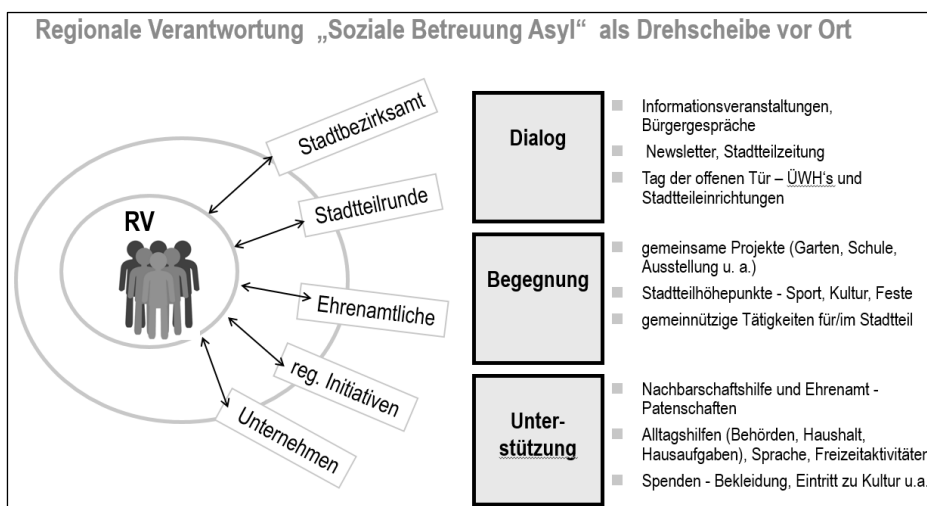 Regionale Verantwortung „Soziale Betreuung Asyl“ als Drehscheibe vor Ort
RV
Stadtbezirksamt
Stadtteilrunde
Ehrenamtliche
reg. Initiativen
Unternehmen
Dialog
Informationsveranstaltungen,
Bürgergespräche
Newsletter, Stadtteilzeitung
Tag der offenen Tür – ÜWH‘s und
Stadtteileinrichtungen
Begegnung
gemeinsame Projekte (Garten, Schule,
Ausstellung u. a.)
Stadtteilhöhepunkte - Sport, Kultur, Feste
gemeinnützige Tätigkeiten für/im Stadtteil
Unter-
stützung
Nachbarschaftshilfe und Ehrenamt -
Patenschaften
Alltagshilfen (Behörden, Haushalt,
Hausaufgaben), Sprache, Freizeitaktivitäten
Spenden - Bekleidung, Eintritt zu Kultur u.a.